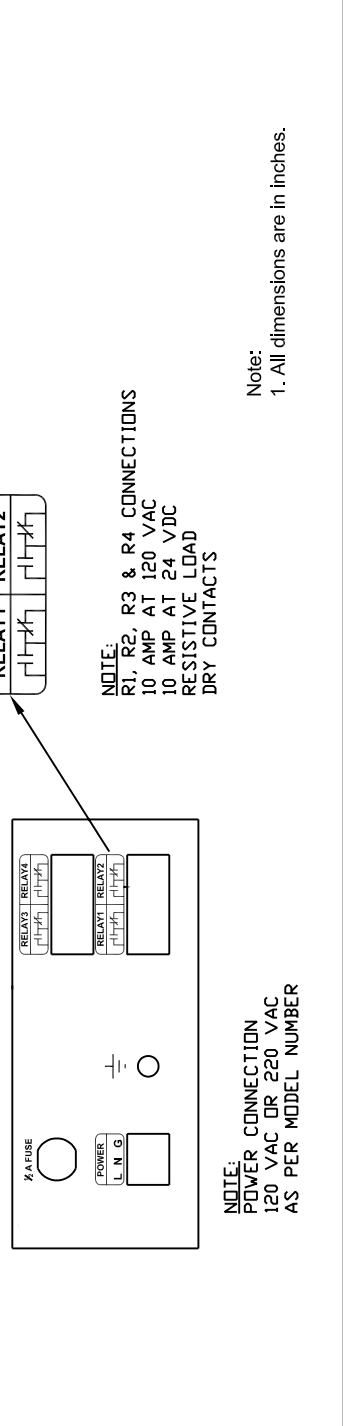 RELAY1 RELAY2
½ A FUSE
POWER
L N G
RELAY3 RELAY4
RELAY1 RELAY2
NOTE:
POWER CONNECTION
120 VAC OR 220 VAC
AS PER MODEL NUMBER
NOTE:
R1, R2, R3 & R4 CONNECTIONS
10 AMP AT 120 VAC
10 AMP AT 24 VDC
RESISTIVE LOAD
DRY CONTACTS
Note:
1. All dimensions are in inches.